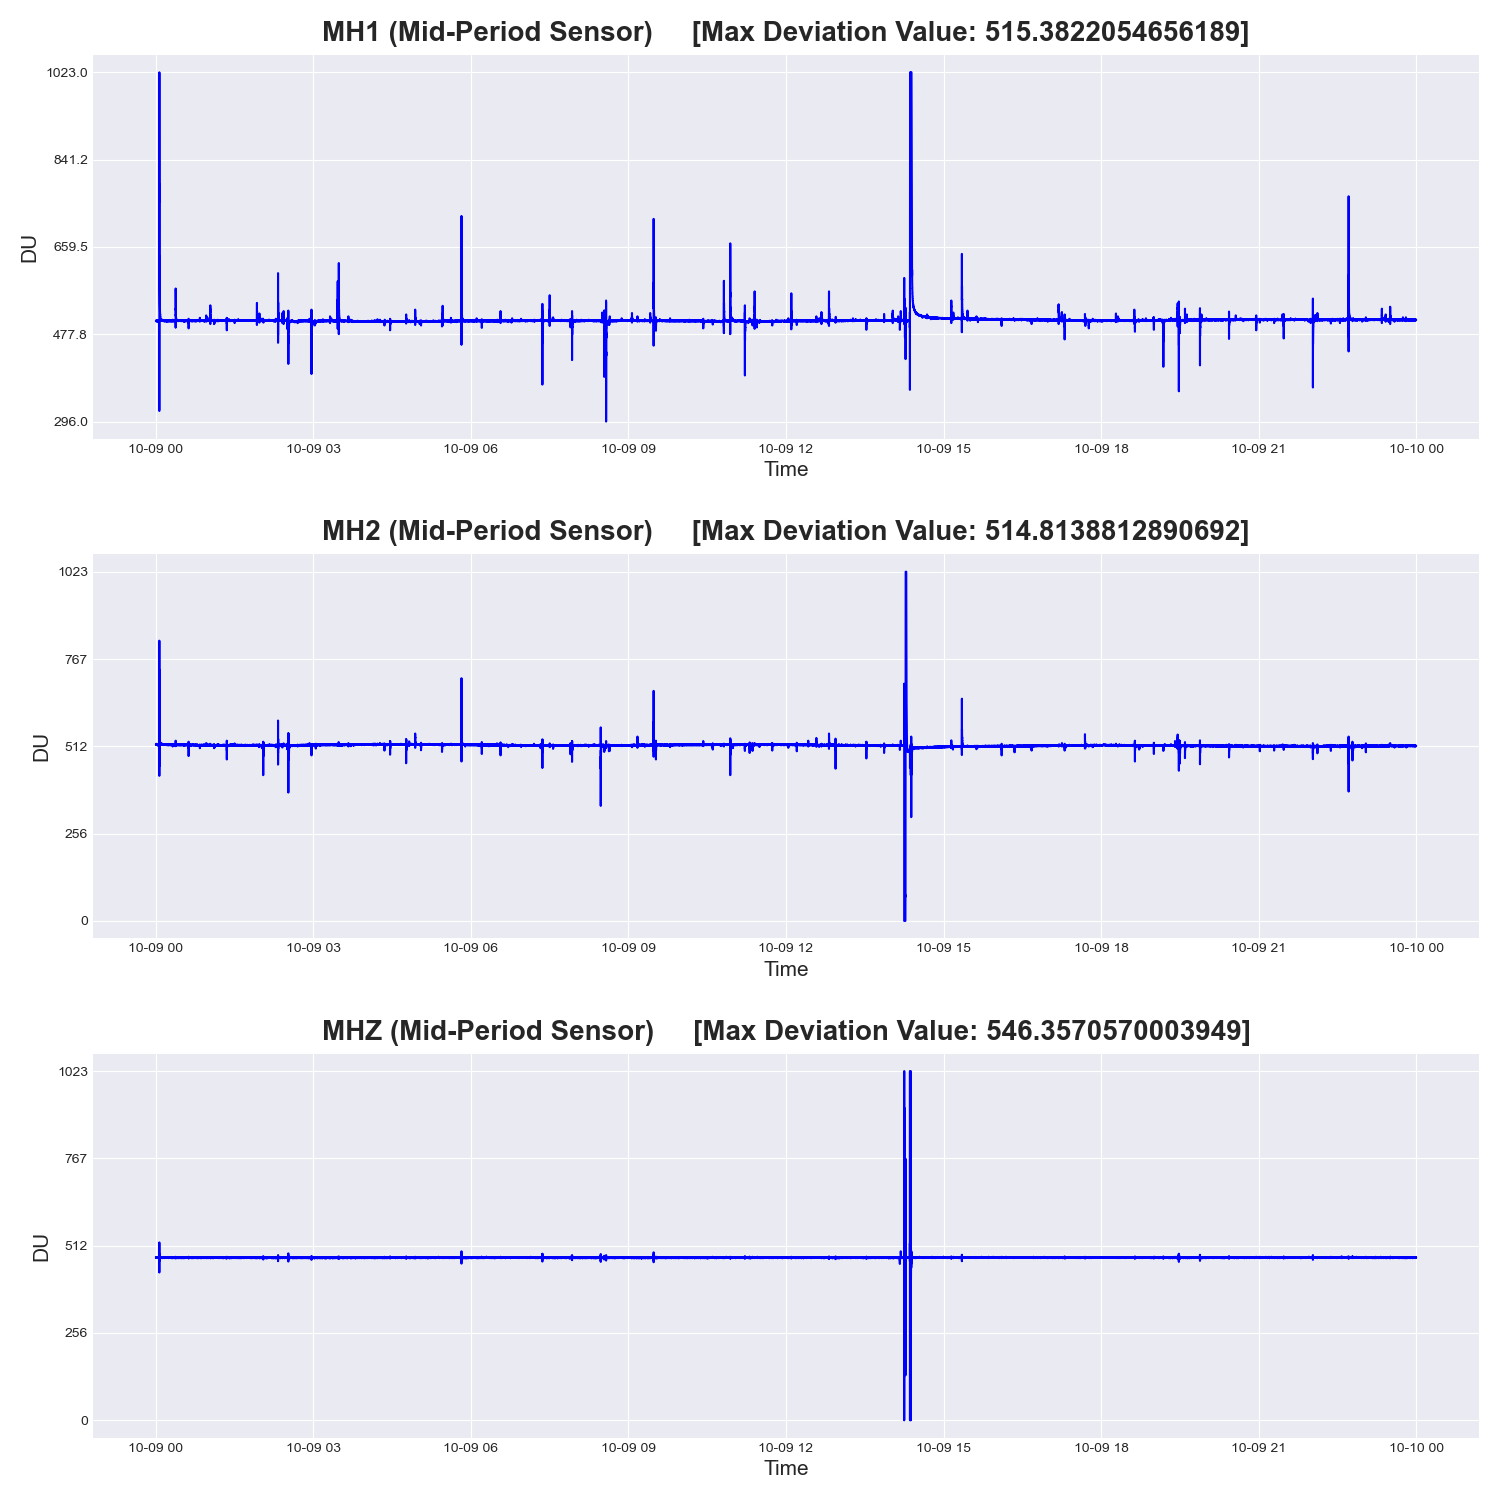 MH1 (Mid-Period Sensor) [Max Deviation Value: 515.3822054656189]
1023.0
841.2
659.5
477.8
296.0
DU
10-09 00 10-09 03 10-09 06 10-09 09 10-09 12 10-09 15 10-09 18 10-09 21 10-10 00
Time
MH2 (Mid-Period Sensor) [Max Deviation Value: 514.8138812890692]
1023
767
512
256
0
DU
10-09 00 10-09 03 10-09 06 10-09 09 10-09 12 10-09 15 10-09 18 10-09 21 10-10 00
Time
MHZ (Mid-Period Sensor) [Max Deviation Value: 546.3570570003949]
1023
767
512
256
0
DU
10-09 00 10-09 03 10-09 06 10-09 09 10-09 12 10-09 15 10-09 18 10-09 21 10-10 00
Time